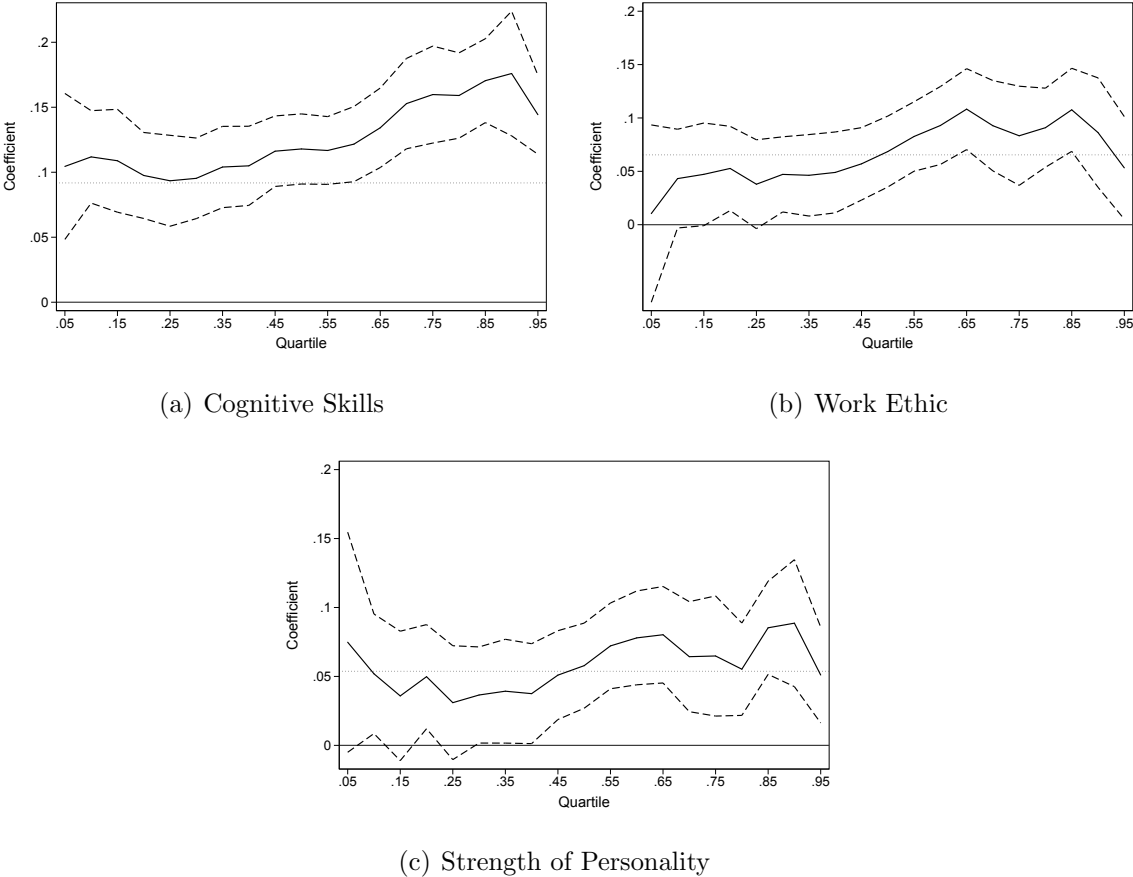 .2
.15
.1
.05
0
Coefficient
.05 .15 .25 .35 .45 .55 .65 .75 .85 .95
Quartile
(a) Cognitive Skills
.2
.15
.1
.05
0
Coefficient
.05 .15 .25 .35 .45 .55 .65 .75 .85 .95
Quartile
(b) Work Ethic
.2
.15
.1
.05
0
Coefficient
.05 .15 .25 .35 .45 .55 .65 .75 .85 .95
Quartile
(c) Strength of Personality